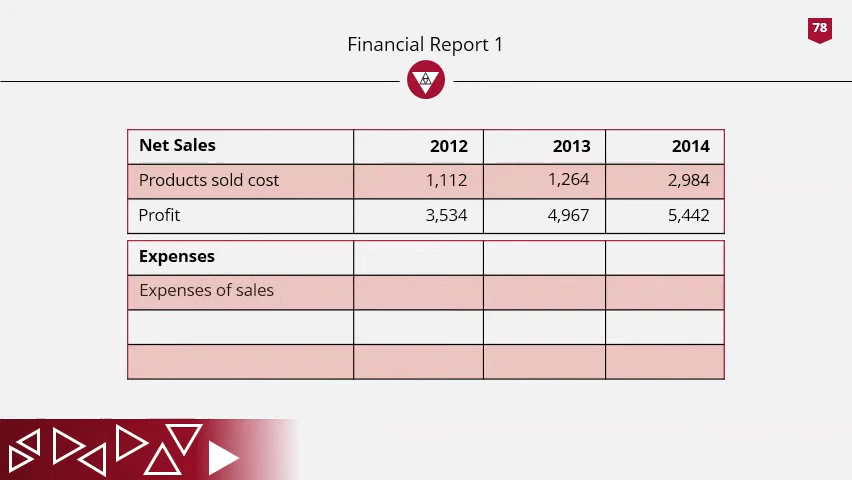 78
Financial Report 1
Net Sales 2012 2013 2014
Products sold cost 1,112 1,264 2,984
Profit 3,534 4,967 5,442
Expenses
Expenses of sales